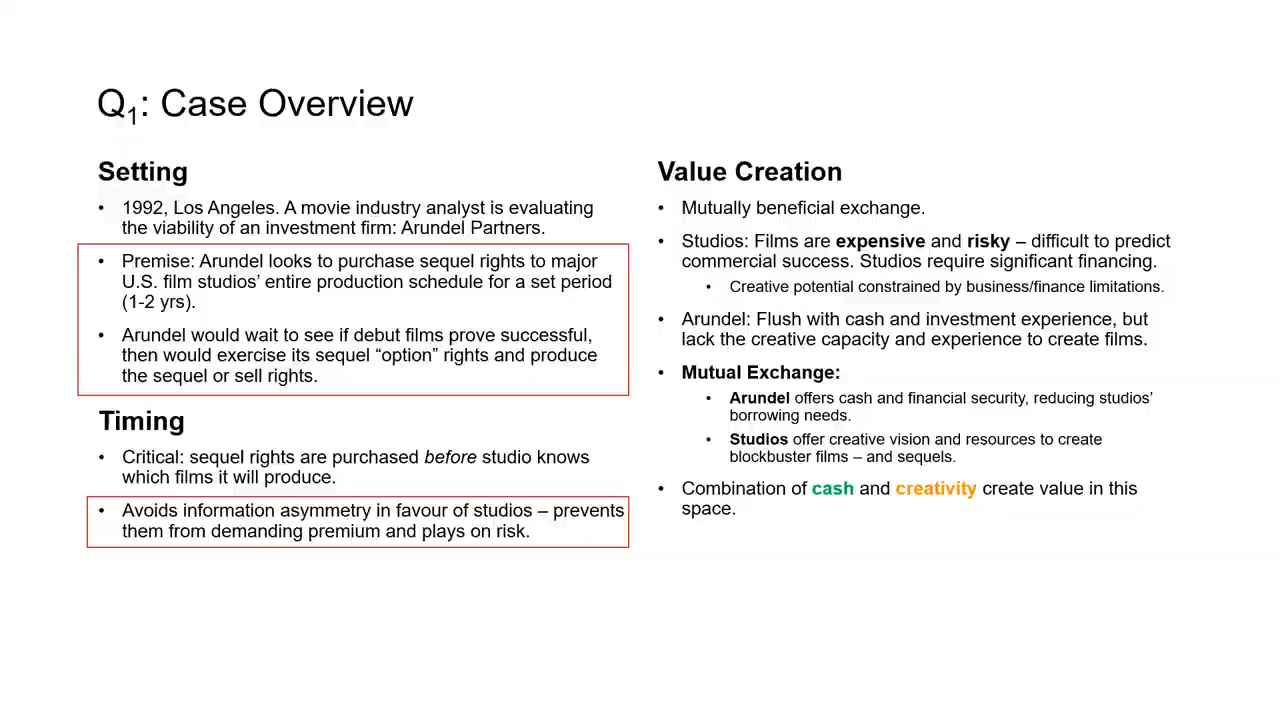 Q1: Case Overview
Setting
• 1992, Los Angeles. A movie industry analyst is evaluating
the viability of an investment firm: Arundel Partners.
• Premise: Arundel looks to purchase sequel rights to major
U.S. film studios’ entire production schedule for a set period
(1-2 yrs).
• Arundel would wait to see if debut films prove successful,
then would exercise its sequel “option” rights and produce
the sequel or sell rights.
Timing
• Critical: sequel rights are purchased before studio knows
which films it will produce.
• Avoids information asymmetry in favour of studios – prevents
them from demanding premium and plays on risk.
Value Creation
• Mutually beneficial exchange.
• Studios: Films are expensive and risky – difficult to predict
commercial success. Studios require significant financing.
• Creative potential constrained by business/finance limitations.
• Arundel: Flush with cash and investment experience, but
lack the creative capacity and experience to create films.
• Mutual Exchange:
• Arundel offers cash and financial security, reducing studios’
borrowing needs.
• Studios offer creative vision and resources to create
blockbuster films – and sequels.
• Combination of cash and creativity create value in this
space.